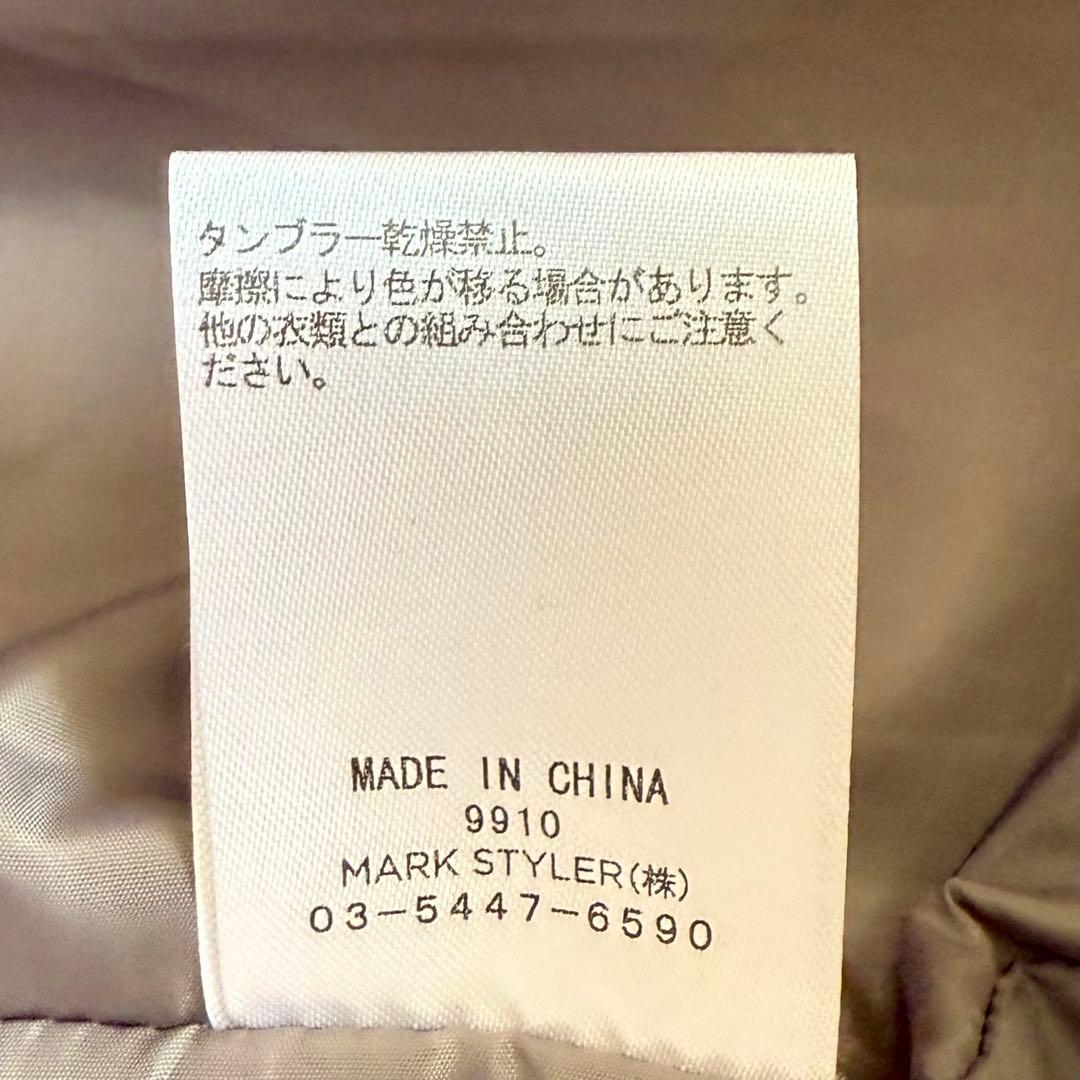 タンブラー乾燥禁止。
摩擦により色が移る場合があります。
他の衣類との組み合わせにご注意く
ださい。
MADE IN CHINA
9910
MARK STYLER(株)
03-5447-6590